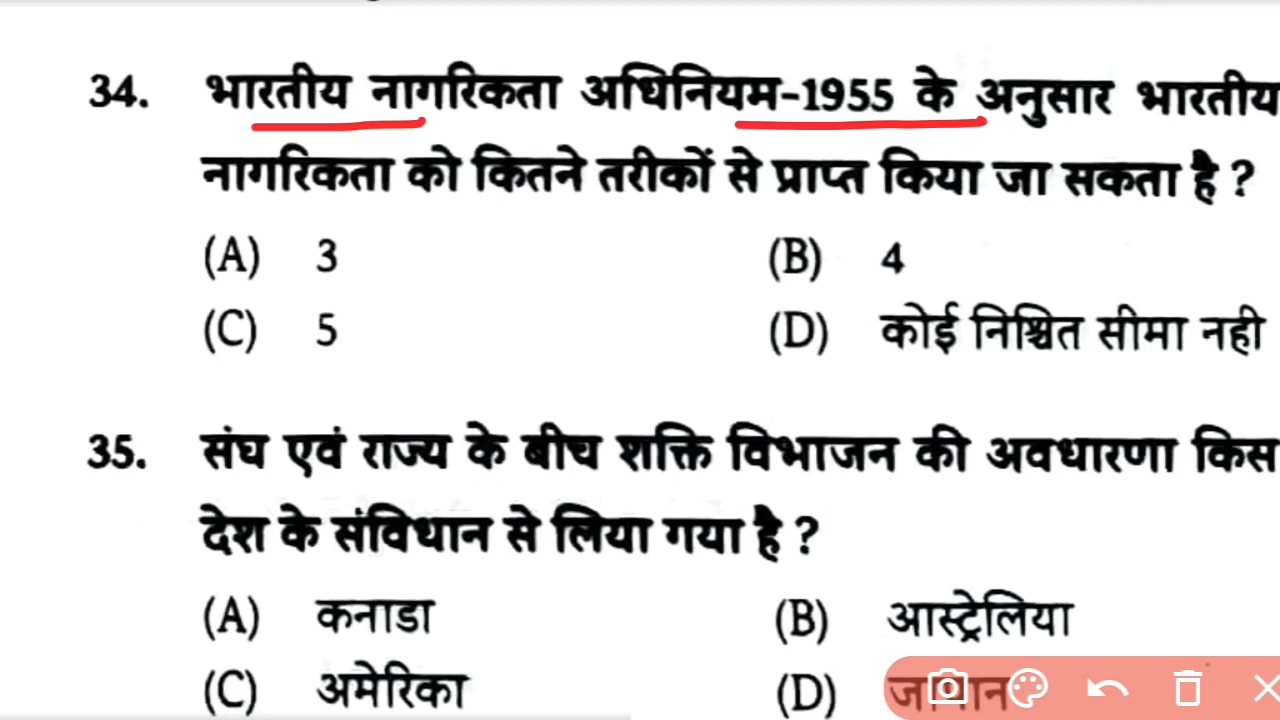 34. भारतीय नागरिकता अधिनियम-1955 के अनुसार भारतीय
नागरिकता को कितने तरीकों से प्राप्त किया जा सकता है ?
(A) 3 (B) 4
(C) 5 (D) कोई निश्चित सीमा नही
35. संघ एवं राज्य के बीच शक्ति विभाजन की अवधारणा किस
देश के संविधान से लिया गया है ?
(A) कनाडा (B) आस्ट्रेलिया
(C) अमेरिका (D) जापान